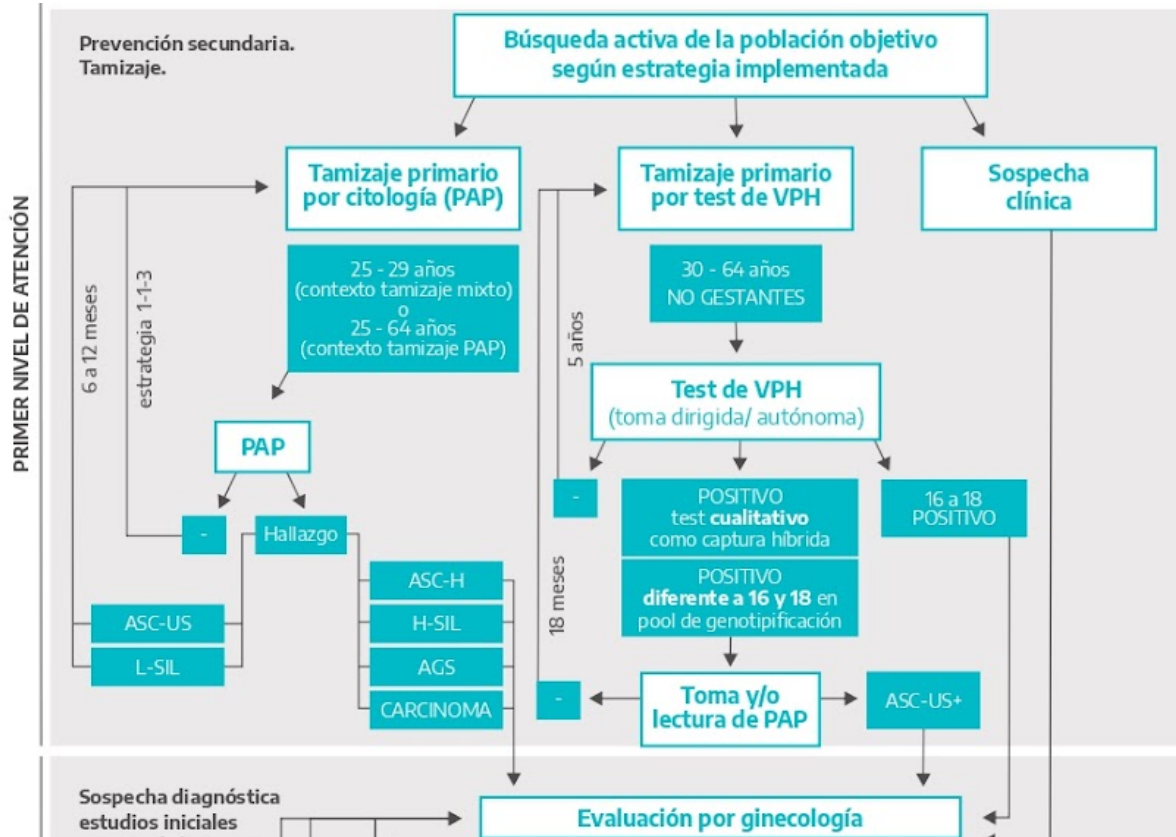 PRIMER NIVEL DE ATENCIÓN
Prevención secundaria.
Tamizaje.
Búsqueda activa de la población objetivo
según estrategia implementada
Tamizaje primario
por citología (PAP)
Tamizaje primario
por test de VPH
Sospecha
clínica
25 - 29 años
(contexto tamizaje mixto)
o
25 - 64 años
(contexto tamizaje PAP)
30 - 64 años
NO GESTANTES
6 a 12 meses
estrategia 1-1-3
5 años
Test de VPH
(toma dirigida/ autónoma)
PAP
-
Hallazgo
-
POSITIVO
test cualitativo
como captura híbrida
16 a 18
POSITIVO
ASC-H
H-SIL
AGS
CARCINOMA
ASC-US
L-SIL
18 meses
POSITIVO
diferente a 16 y 18 en
pool de genotipificación
-
Toma y/o
lectura de PAP
ASC-US+
Sospecha diagnóstica
estudios iniciales
Evaluación por ginecología